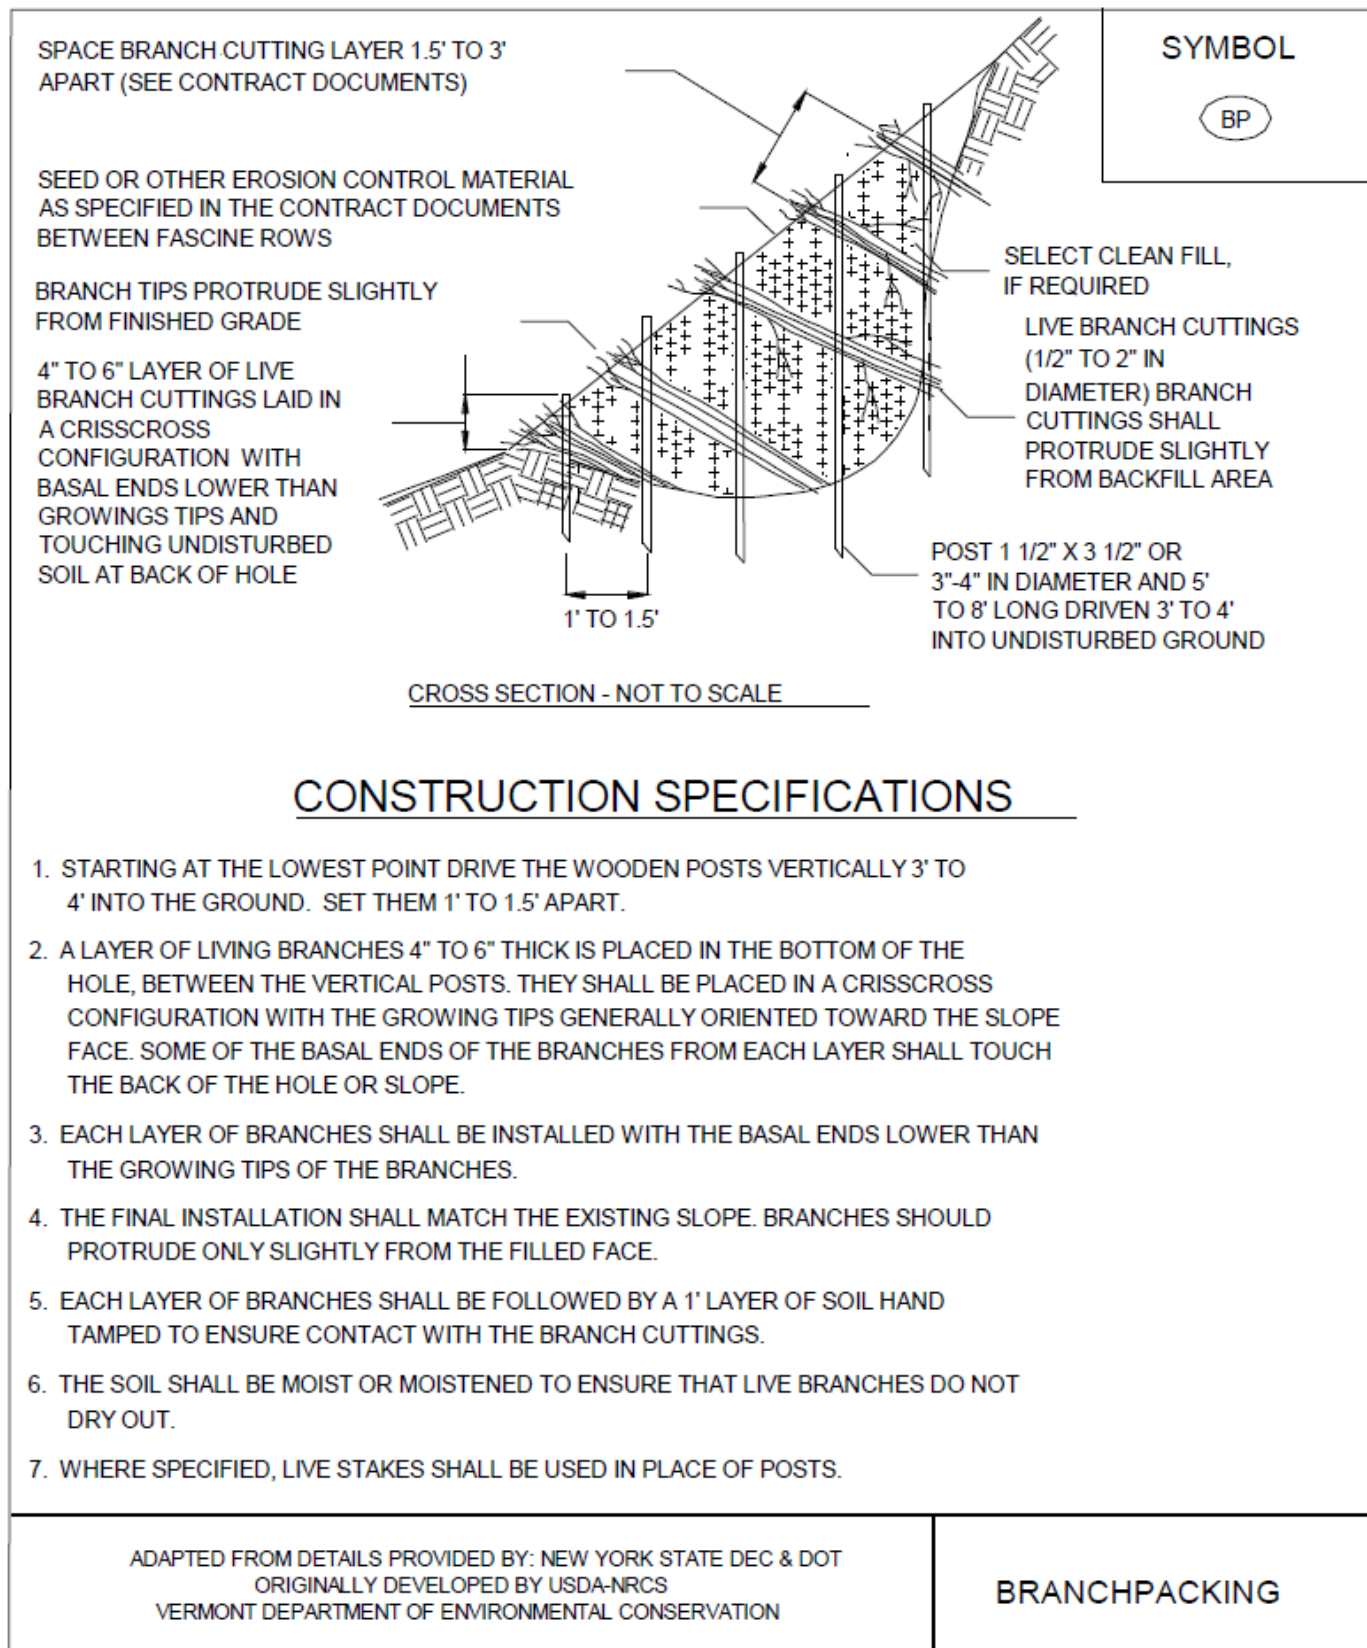 SPACE BRANCH CUTTING LAYER 1.5' TO 3'
APART (SEE CONTRACT DOCUMENTS)
SYMBOL
BP
SEED OR OTHER EROSION CONTROL MATERIAL
AS SPECIFIED IN THE CONTRACT DOCUMENTS
BETWEEN FASCINE ROWS
BRANCH TIPS PROTRUDE SLIGHTLY
FROM FINISHED GRADE
4" TO 6" LAYER OF LIVE
BRANCH CUTTINGS LAID IN
A CRISSCROSS
CONFIGURATION WITH
BASAL ENDS LOWER THAN
GROWINGS TIPS AND
TOUCHING UNDISTURBED
SOIL AT BACK OF HOLE
SELECT CLEAN FILL,
IF REQUIRED
LIVE BRANCH CUTTINGS
(1/2" TO 2" IN
DIAMETER) BRANCH
CUTTINGS SHALL
PROTRUDE SLIGHTLY
FROM BACKFILL AREA
POST 1 1/2" X 3 1/2" OR
3"-4" IN DIAMETER AND 5'
TO 8' LONG DRIVEN 3' TO 4'
INTO UNDISTURBED GROUND
1' TO 1.5'
CROSS SECTION - NOT TO SCALE
CONSTRUCTION SPECIFICATIONS
1. STARTING AT THE LOWEST POINT DRIVE THE WOODEN POSTS VERTICALLY 3' TO
4' INTO THE GROUND. SET THEM 1' TO 1.5' APART.
2. A LAYER OF LIVING BRANCHES 4" TO 6" THICK IS PLACED IN THE BOTTOM OF THE
HOLE, BETWEEN THE VERTICAL POSTS. THEY SHALL BE PLACED IN A CRISSCROSS
CONFIGURATION WITH THE GROWING TIPS GENERALLY ORIENTED TOWARD THE SLOPE
FACE. SOME OF THE BASAL ENDS OF THE BRANCHES FROM EACH LAYER SHALL TOUCH
THE BACK OF THE HOLE OR SLOPE.
3. EACH LAYER OF BRANCHES SHALL BE INSTALLED WITH THE BASAL ENDS LOWER THAN
THE GROWING TIPS OF THE BRANCHES.
4. THE FINAL INSTALLATION SHALL MATCH THE EXISTING SLOPE. BRANCHES SHOULD
PROTRUDE ONLY SLIGHTLY FROM THE FILLED FACE.
5. EACH LAYER OF BRANCHES SHALL BE FOLLOWED BY A 1' LAYER OF SOIL HAND
TAMPED TO ENSURE CONTACT WITH THE BRANCH CUTTINGS.
6. THE SOIL SHALL BE MOIST OR MOISTENED TO ENSURE THAT LIVE BRANCHES DO NOT
DRY OUT.
7. WHERE SPECIFIED, LIVE STAKES SHALL BE USED IN PLACE OF POSTS.
ADAPTED FROM DETAILS PROVIDED BY: NEW YORK STATE DEC & DOT
ORIGINALLY DEVELOPED BY USDA-NRCS
VERMONT DEPARTMENT OF ENVIRONMENTAL CONSERVATION
BRANCHPACKING